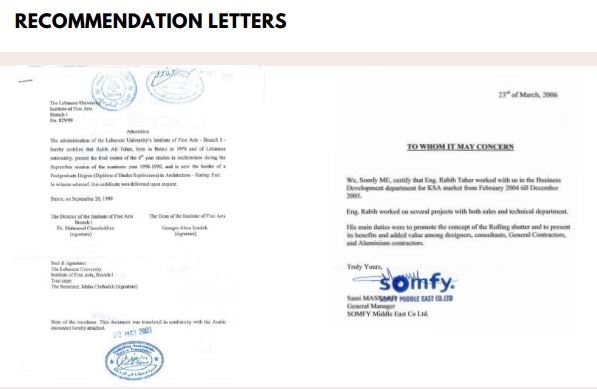 RECOMMENDATION LETTERS
The Lebanese University
Institute of Fine Arts
Branch I
No. 829/99
Attestation
The administration of the Lebanese University's Institute of Fine Arts - Branch I -
hereby certifies that Rabih Ali Taher, born in Beirut in 1970 and of Lebanese
nationality, passed the final exams of the 6th year studies in Architecture during the
September session of the academic year 1998-1999, and is now the holder of a
Postgraduate Degree (Diplome d'Etudes Superieures) in Architecture - Rating: Fair.
In witness whereof, this certificate was delivered upon request.
Beirut, on September 20, 1999
The Director of the Institute of Fine Arts
Branch I
Dr. Mahmoud
(signature)
The Dean of the Institute of Fine Arts
Georges Abou
(signature)
Seal & signature:
The Lebanese University
Institute of Fine Arts, Branch I
True copy
The Secretary, (signature)
Note of the translator: This document was translated in conformity with the Arabic
document hereby attached.
02 MAY 2001
23rd of March, 2006
TO WHOM IT MAY CONCERN
We, Somfy ME, certify that Eng. Rabih Taher worked with us in the Business
Development department for KSA market from February 2004 till December
2005.
Eng. Rabih worked on several projects with both sales and technical department.
His main duties were to promote the concept of the Rolling shutter and to present
its benefits and added value among designers, consultants, General Contractors,
and Aluminium contractors.
Truly Yours,
somfy.
SOMFY MIDDLE EAST CO.LTD
Sami
General Manager
SOMFY Middle East Co Ltd.